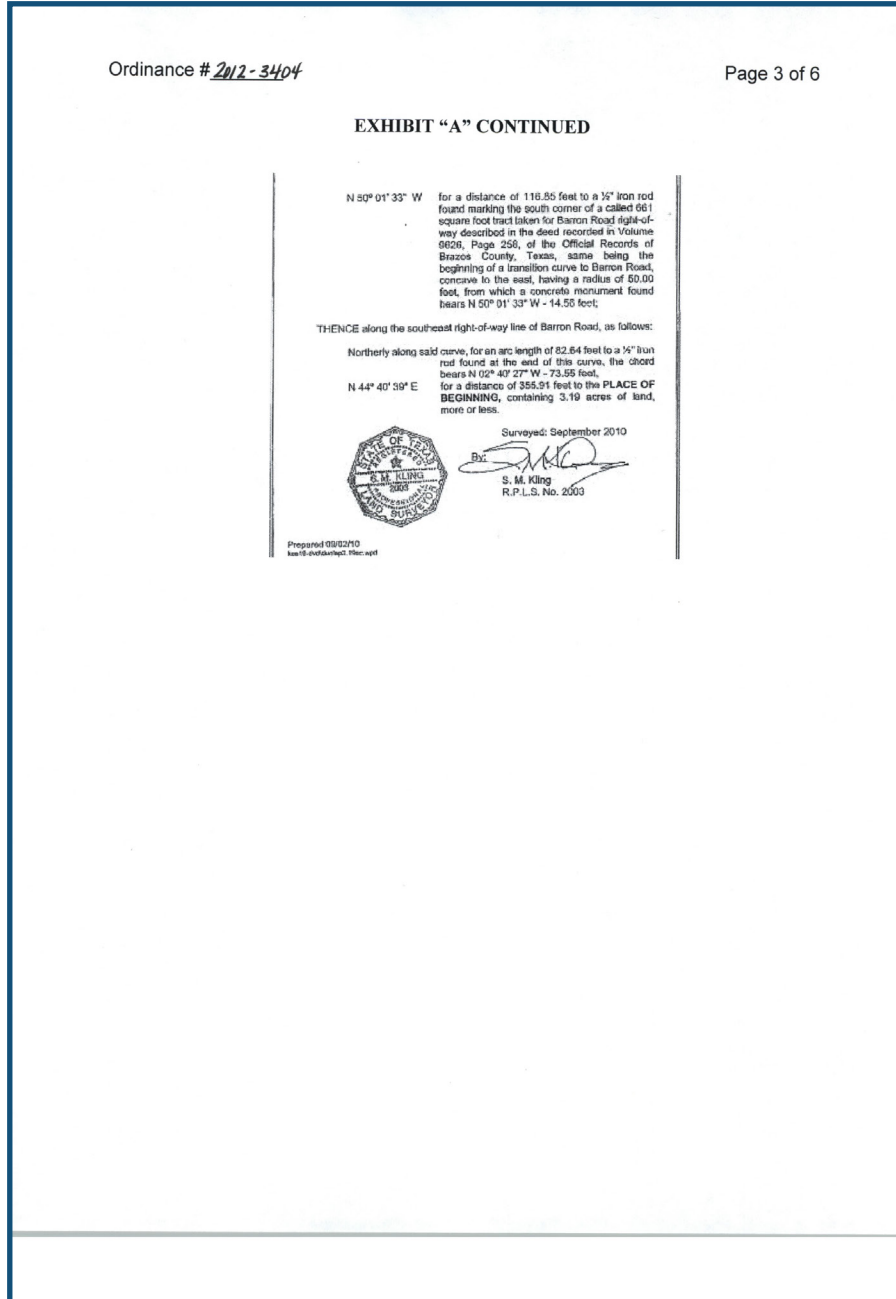 Ordinance # 2012-3404
Page 3 of 6
EXHIBIT “A” CONTINUED
N 50° 01' 33" W for a distance of 116.85 feet to a ½" iron rod
found marking the south corner of a called 661
square foot tract taken for Barron Road right-of-
way described in the deed recorded in Volume
9626, Page 258, of the Official Records of
Brazos County, Texas, same being the
beginning of a transition curve to Barron Road,
concave to the east, having a radius of 50.00
feet, from which a concrete monument found
bears N 50° 01' 33" W - 14.56 feet;
THENCE along the southeast right-of-way line of Barron Road, as follows:
Northerly along said curve, for an arc length of 82.64 feet to a ½" iron
rod found at the end of this curve, the chord
bears N 02° 40' 27" W – 73.55 feet,
N 44° 40' 39" E for a distance of 355.91 feet to the PLACE OF
BEGINNING, containing 3.19 acres of land,
more or less.
Surveyed: September 2010
By:
S. M. Kling
R.P.L.S. No. 2003
STATE OF TEXAS
REGISTERED
S. M. KLING
2003
PROFESSIONAL
LAND SURVEYOR
Prepared 09/02/10